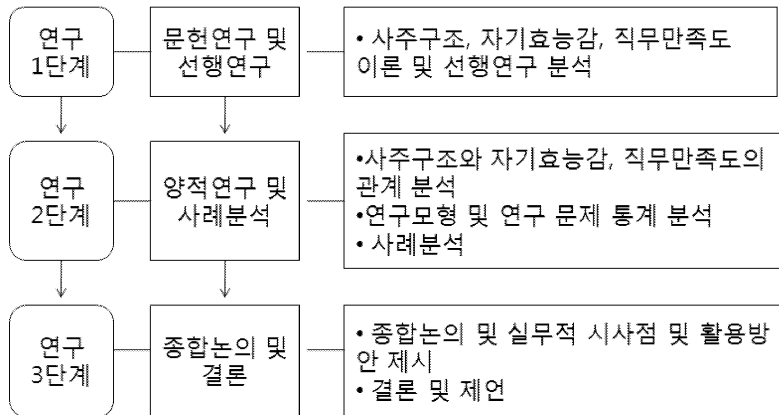 연구
1단계
문헌연구 및
선행연구
• 사주구조, 자기효능감, 직무만족도
이론 및 선행연구 분석
연구
2단계
양적연구 및
사례분석
•사주구조와 자기효능감, 직무만족도의
관계 분석
•연구모형 및 연구 문제 통계 분석
• 사례분석
연구
3단계
종합논의 및
결론
• 종합논의 및 실무적 시사점 및 활용방
안 제시
• 결론 및 제언